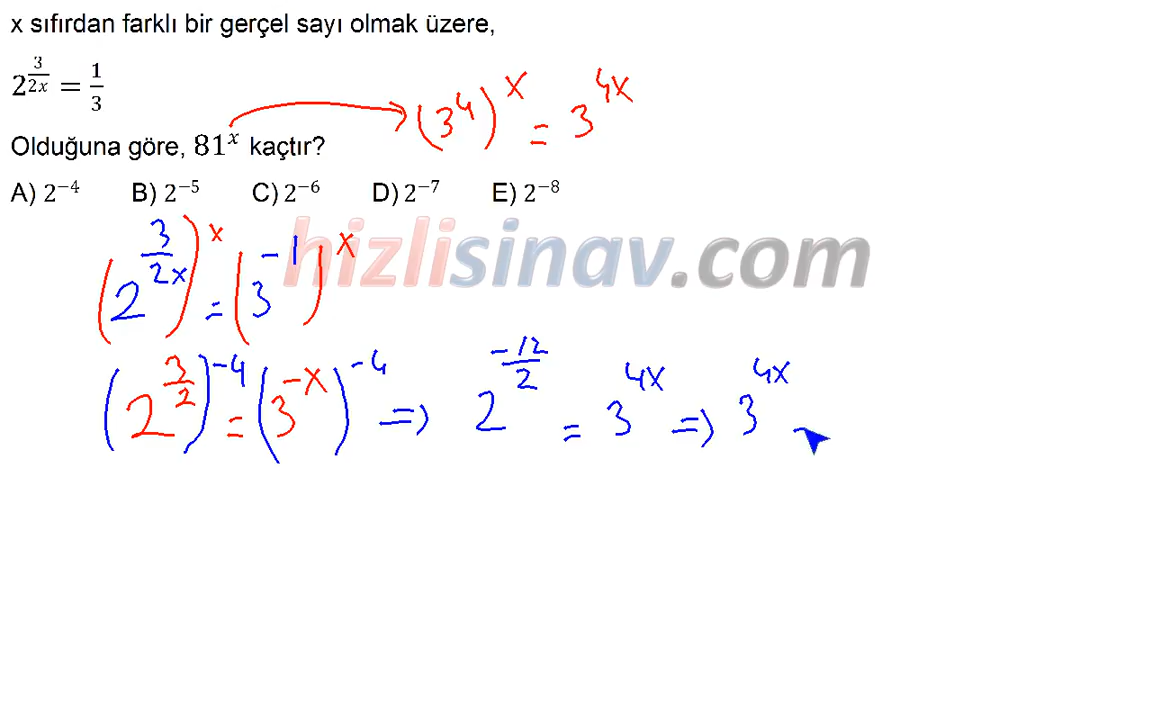 x sıfırdan farklı bir gerçel sayı olmak üzere,
2^(3/(2x)) = 1/3
(3^4)^x = 3^(4x)
Olduğuna göre, 81^x kaçtır?
A) 2^-4 B) 2^-5 C) 2^-6 D) 2^-7 E) 2^-8
hizlisinav.com
(2^(3/(2x)))^x = (3^-1)^x
(2^(3/2))^-4 = (3^-x)^-4 => 2^(-12/2) = 3^(4x) => 3^(4x)